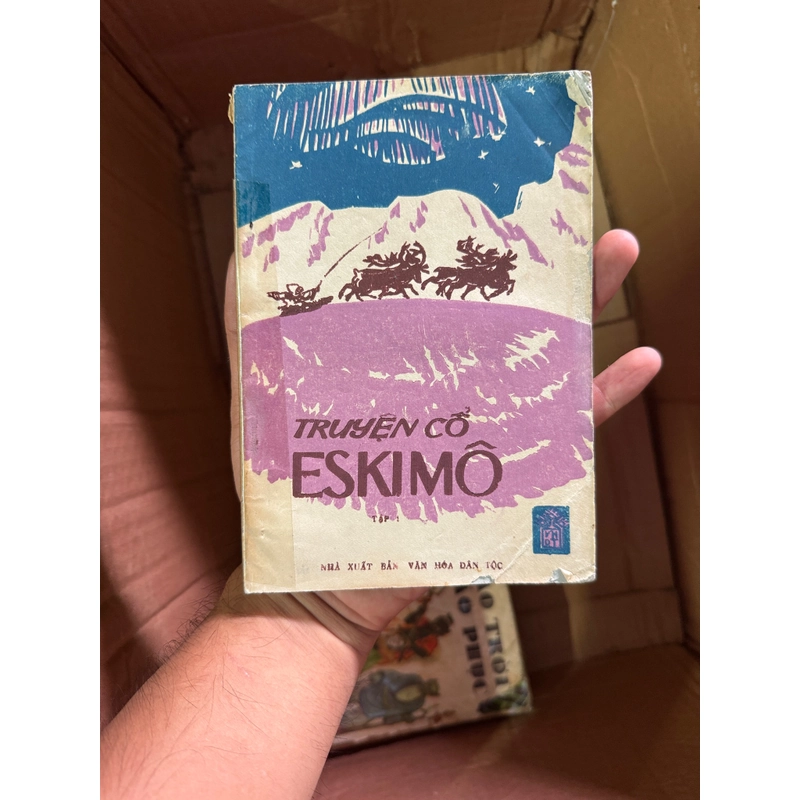 TRUYỆN CỔ
ESKIMÔ
TẬP 1
NHÀ XUẤT BẢN VĂN HÓA DÂN TỘC